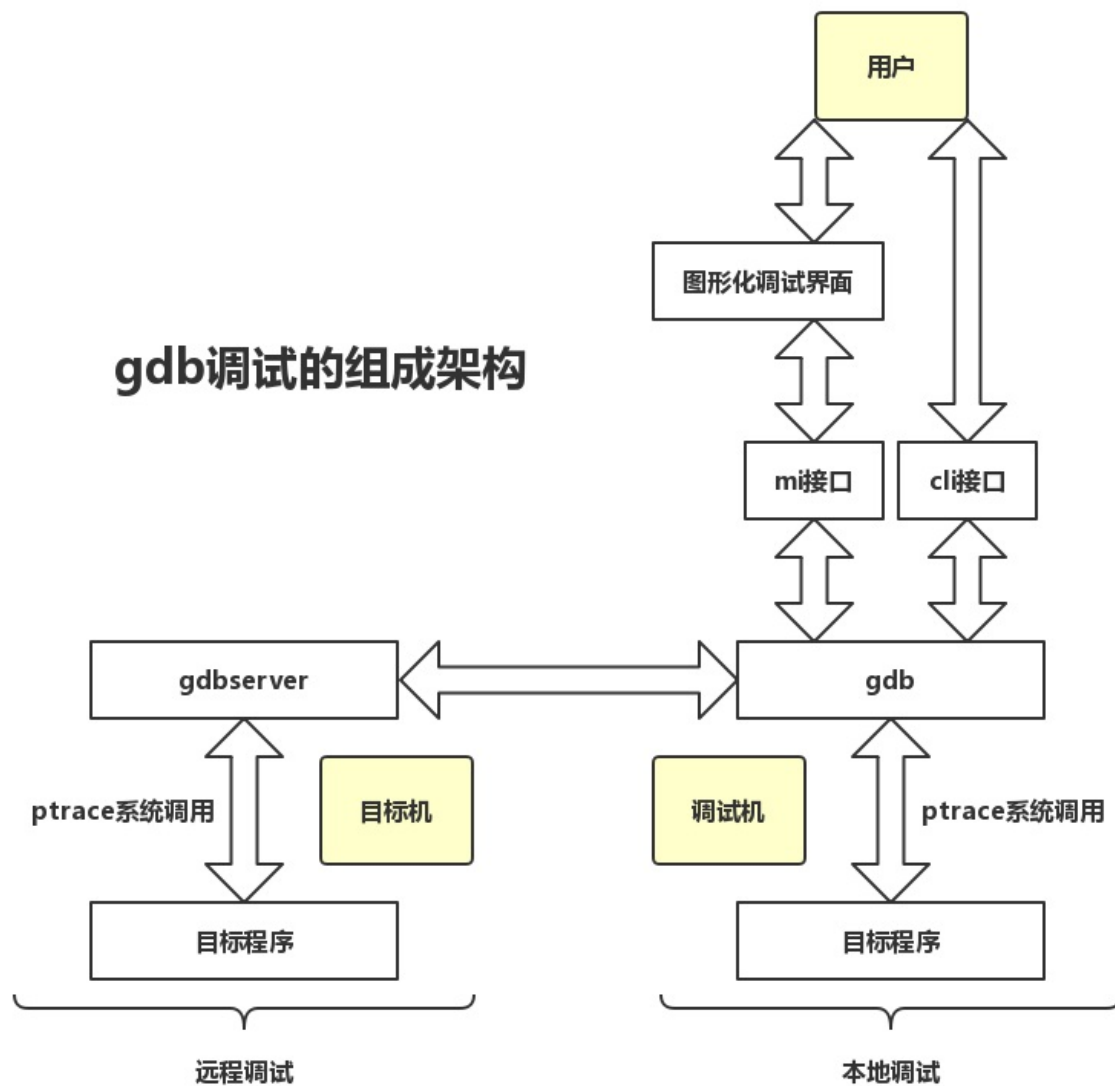 用户
图形化调试界面
gdb调试的组成架构
mi接口
cli接口
gdbserver
gdb
ptrace系统调用
目标机
调试机
ptrace系统调用
目标程序
目标程序
远程调试
本地调试